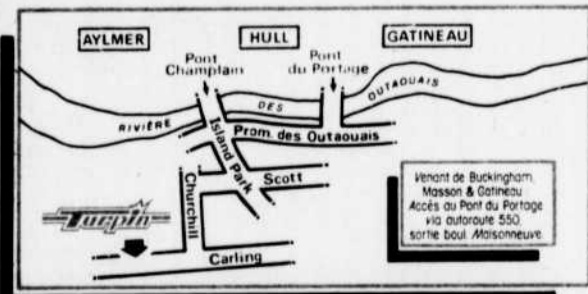 AYLMER
HULL
GATINEAU
Pont
Champlain
Pont
du Portage
RIVIÈRE
DES
OUTAOUAIS
Prom. des Outaouais
Island Park
Scott
Churchill
Turpin
Carling
Venant de Buckingham,
Masson & Gatineau
Accès au Pont du Portage
via autoroute 550,
sortie boul. Maisonneuve.